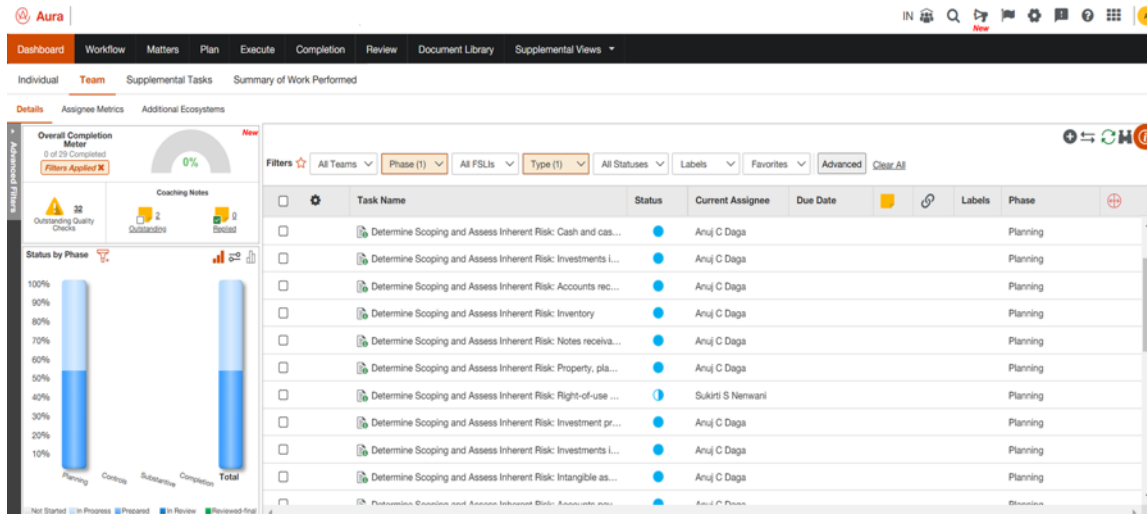 Aura
IN
New
Dashboard Workflow Matters Plan Execute Completion Review Document Library Supplemental Views
Individual Team Supplemental Tasks Summary of Work Performed
Details Assignee Metrics Additional Ecosystems
Advanced Filters
Overall Completion Meter
0 of 29 Completed
Filters Applied X
0%
New
32
Outstanding Quality Checks
Coaching Notes
2
Outstanding
0
Replied
Status by Phase
100%
90%
80%
70%
60%
50%
40%
30%
20%
10%
Planning Controls Substantive Completion Total
Not Started In Progress Prepared In Review Reviewed-final
Filters All Teams Phase (1) All FSLIs Type (1) All Statuses Labels Favorites Advanced Clear All
Task Name Status Current Assignee Due Date Labels Phase
Determine Scoping and Assess Inherent Risk: Cash and cas... Anuj C Daga Planning
Determine Scoping and Assess Inherent Risk: Investments i... Anuj C Daga Planning
Determine Scoping and Assess Inherent Risk: Accounts rec... Anuj C Daga Planning
Determine Scoping and Assess Inherent Risk: Inventory Anuj C Daga Planning
Determine Scoping and Assess Inherent Risk: Notes receiva... Anuj C Daga Planning
Determine Scoping and Assess Inherent Risk: Property, pla... Anuj C Daga Planning
Determine Scoping and Assess Inherent Risk: Right-of-use ... Sukirti S Nenwani Planning
Determine Scoping and Assess Inherent Risk: Investment pr... Anuj C Daga Planning
Determine Scoping and Assess Inherent Risk: Investments i... Anuj C Daga Planning
Determine Scoping and Assess Inherent Risk: Intangible as... Anuj C Daga Planning
Determine Scoping and Assess Inherent Risk: Accounts pay... Anuj C Daga Planning